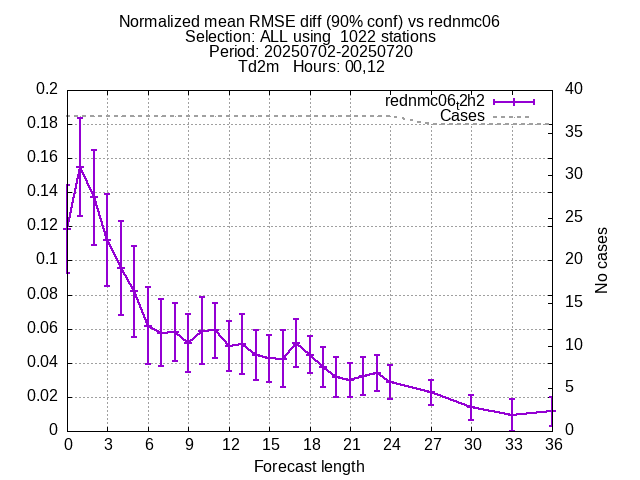 Normalized mean RMSE diff (90% conf) vs rednmc06
Selection: ALL using  1022 stations
Period: 20250702-20250720
Td2m   Hours: 00,12
rednmc06_t2h2
Cases
0.2
0.18
0.16
0.14
0.12
0.1
0.08
0.06
0.04
0.02
0
40
35
30
25
20
15
10
5
0
No cases
0 3 6 9 12 15 18 21 24 27 30 33 36
Forecast length